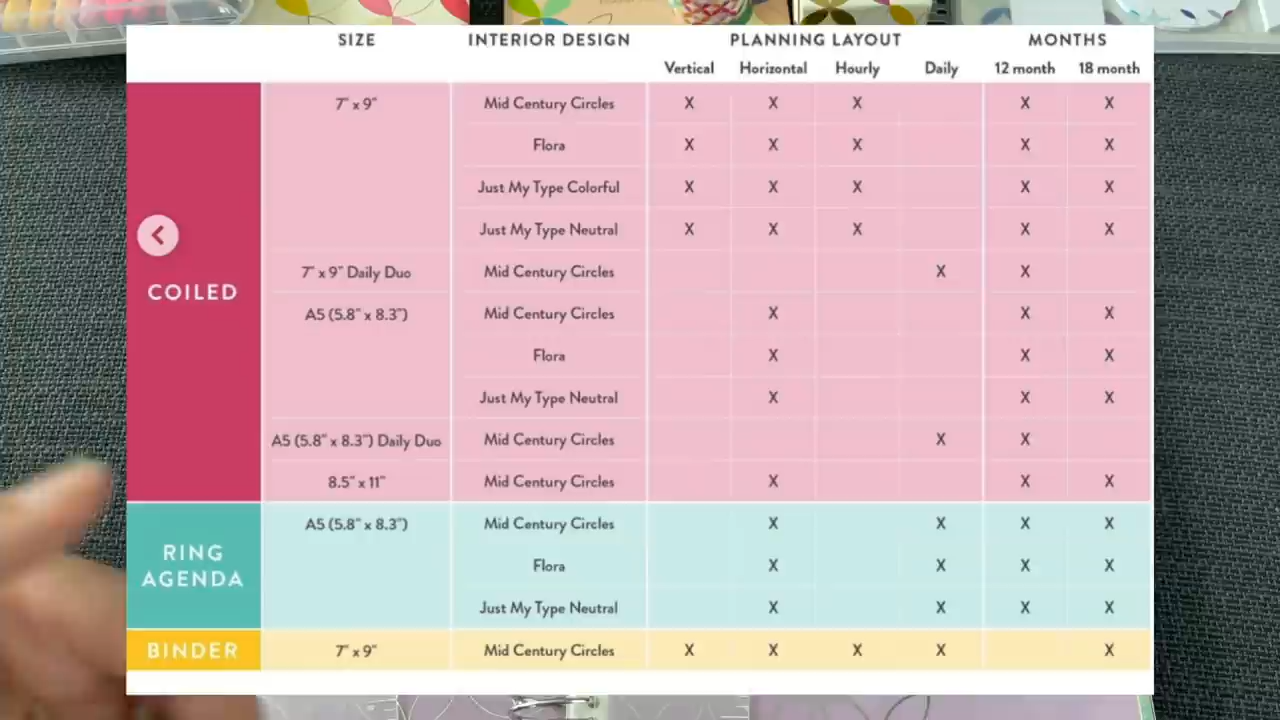 SIZE INTERIOR DESIGN PLANNING LAYOUT MONTHS
Vertical Horizontal Hourly Daily 12 month 18 month
7" x 9" Mid Century Circles X X X X X
Flora X X X X X
Just My Type Colorful X X X X X
Just My Type Neutral X X X X X
COILED
7" x 9" Daily Duo Mid Century Circles X X
A5 (5.8" x 8.3") Mid Century Circles X X X
Flora X X X
Just My Type Neutral X X X
A5 (5.8" x 8.3") Daily Duo Mid Century Circles X X
8.5" x 11" Mid Century Circles X X X
RING AGENDA
A5 (5.8" x 8.3") Mid Century Circles X X X X
Flora X X X X
Just My Type Neutral X X X X
BINDER 7" x 9" Mid Century Circles X X X X X